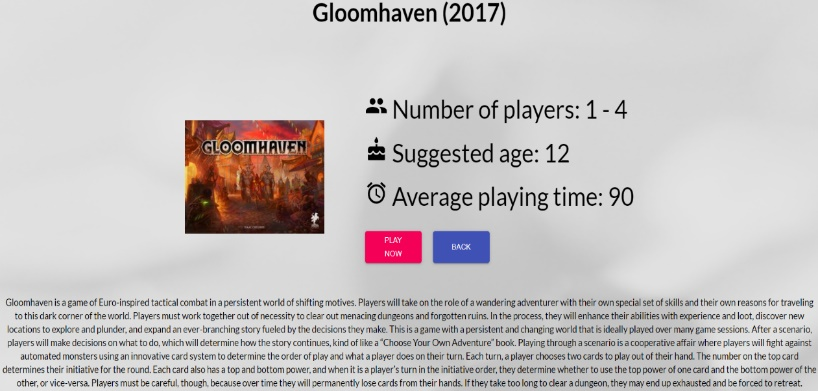 Gloomhaven (2017)
GLOOMHAVEN
Number of players: 1 - 4
Suggested age: 12
Average playing time: 90
PLAY
NOW
BACK
Gloomhaven is a game of Euro-inspired tactical combat in a persistent world of shifting motives. Players will take on the role of a wandering adventurer with their own special set of skills and their own reasons for traveling
to this dark corner of the world. Players must work together out of necessity to clear out menacing dungeons and forgotten ruins. In the process, they will enhance their abilities with experience and loot, discover new
locations to explore and plunder, and expand an ever-branching story fueled by the decisions they make. This is a game with a persistent and changing world that is ideally played over many game sessions. After a scenario,
players will make decisions on what to do, which will determine how the story continues, kind of like a “Choose Your Own Adventure” book. Playing through a scenario is a cooperative affair where players will fight against
automated monsters using an innovative card system to determine the order of play and what a player does on their turn. Each turn, a player chooses two cards to play out of their hand. The number on the top card
determines their initiative for the round. Each card also has a top and bottom power, and when it is a player’s turn in the initiative order, they determine whether to use the top power of one card and the bottom power of the
other, or vice-versa. Players must be careful, though, because over time they will permanently lose cards from their hands. If they take too long to clear a dungeon, they may end up exhausted and be forced to retreat.